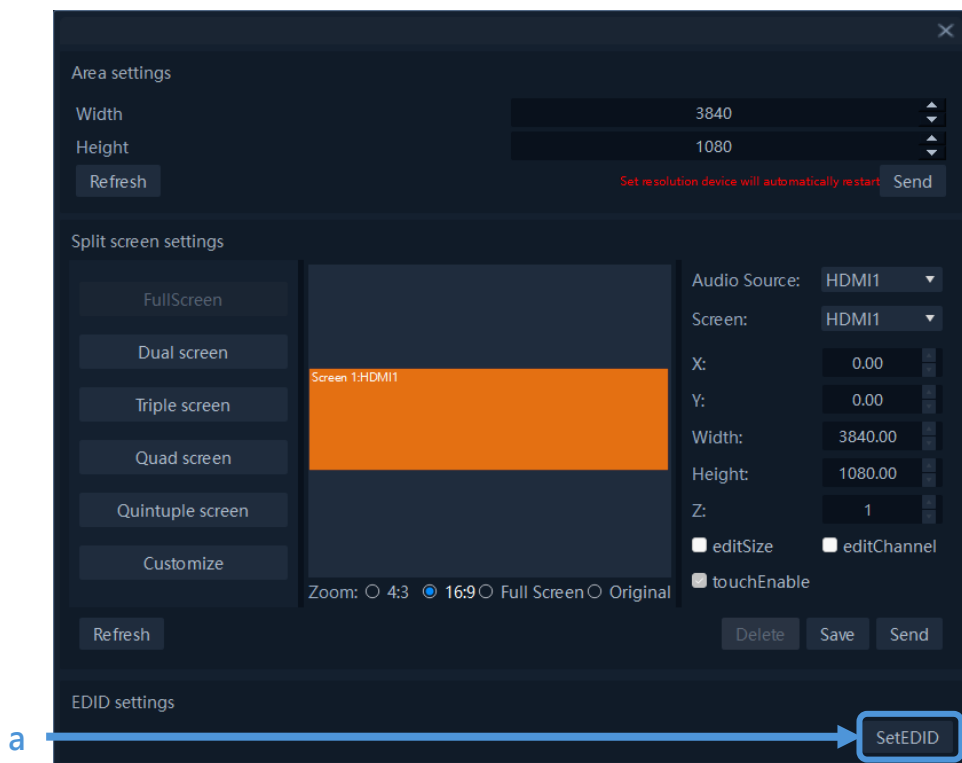 Area settings
Width 3840
Height 1080
Refresh Set resolution device will automatically restart Send
Split screen settings
FullScreen
Dual screen
Triple screen
Quad screen
Quintuple screen
Customize
Screen 1:HDMI1
Zoom: 4:3 16:9 Full Screen Original
Audio Source: HDMI1
Screen: HDMI1
X: 0.00
Y: 0.00
Width: 3840.00
Height: 1080.00
Z: 1
editSize editChannel
touchEnable
Refresh Delete Save Send
EDID settings
a SetEDID